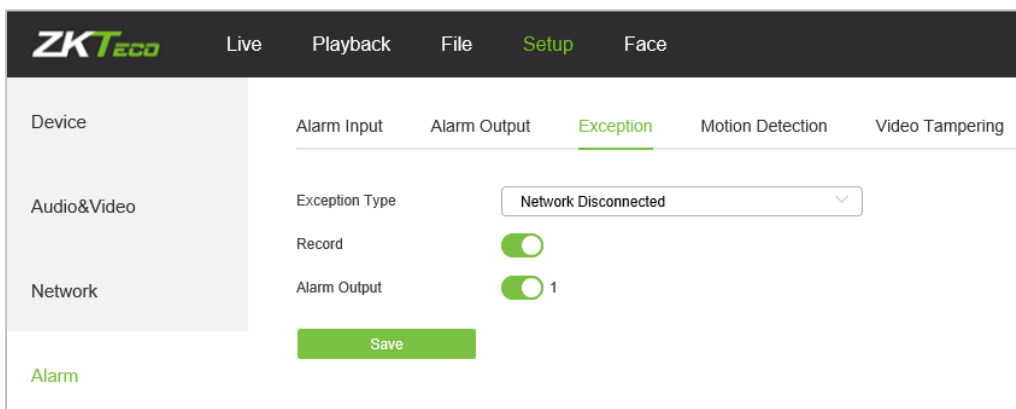 ZKTECO Live Playback File Setup Face
Device
Audio&Video
Network
Alarm
Alarm Input Alarm Output Exception Motion Detection Video Tampering
Exception Type Network Disconnected
Record
Alarm Output 1
Save